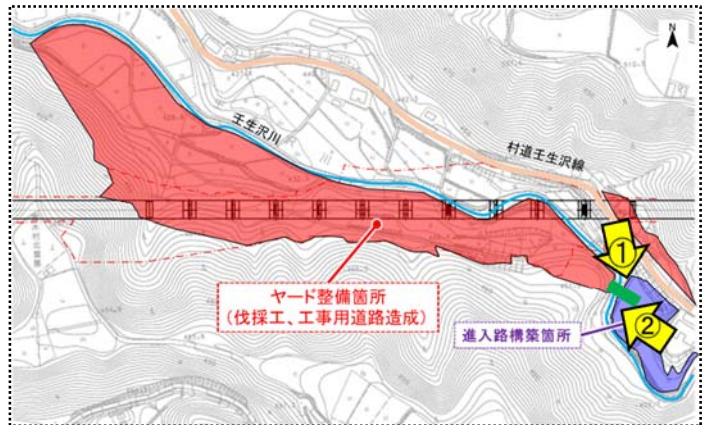 N
壬生沢川
村道壬生沢線
①
ヤード整備箇所
(伐採工、工事用道路造成)
進入路構築箇所
②